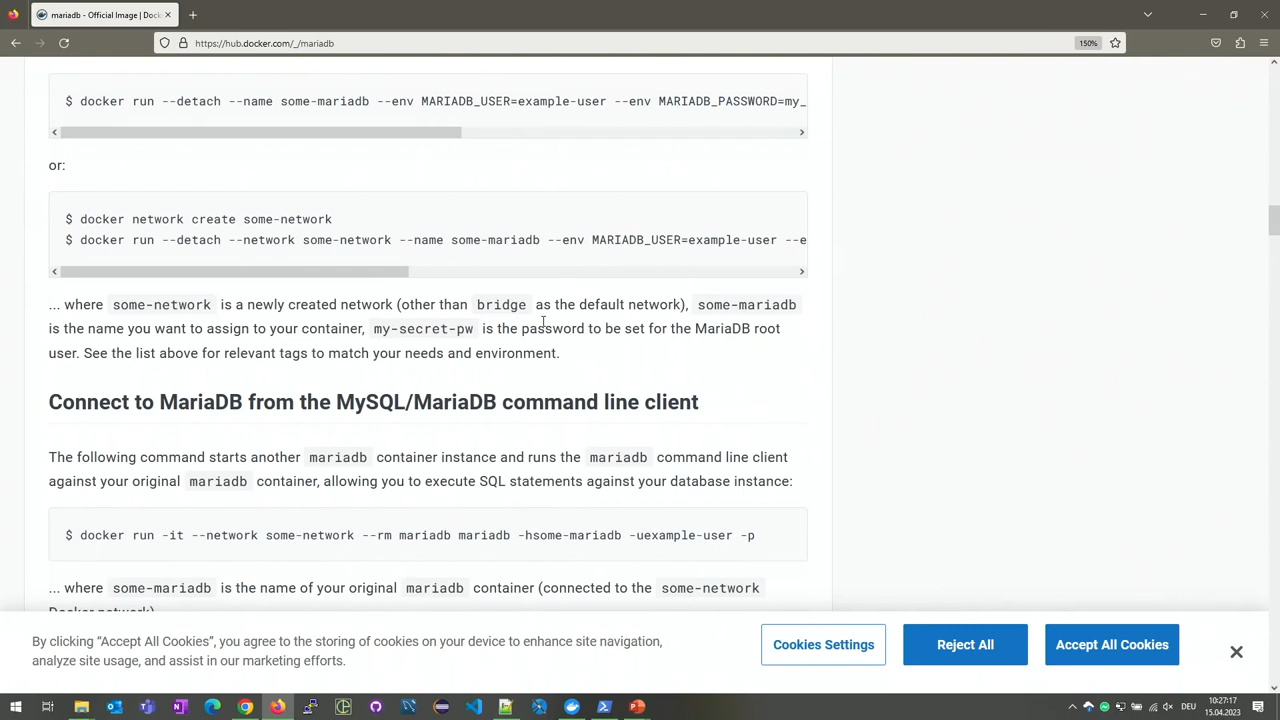 mariadb - Official Image | Doc
https://hub.docker.com/_/mariadb
150%
$ docker run --detach --name some-mariadb --env MARIADB_USER=example-user --env MARIADB_PASSWORD=my_
or:
$ docker network create some-network
$ docker run --detach --network some-network --name some-mariadb --env MARIADB_USER=example-user --e
... where some-network is a newly created network (other than bridge as the default network), some-mariadb
is the name you want to assign to your container, my-secret-pw is the password to be set for the MariaDB root
user. See the list above for relevant tags to match your needs and environment.
Connect to MariaDB from the MySQL/MariaDB command line client
The following command starts another mariadb container instance and runs the mariadb command line client
against your original mariadb container, allowing you to execute SQL statements against your database instance:
$ docker run -it --network some-network --rm mariadb mariadb -hsome-mariadb -uexample-user -p
... where some-mariadb is the name of your original mariadb container (connected to the some-network
Docker network)
By clicking “Accept All Cookies”, you agree to the storing of cookies on your device to enhance site navigation,
analyze site usage, and assist in our marketing efforts.
Cookies Settings
Reject All
Accept All Cookies
DEU
10:27:17
15.04.2023